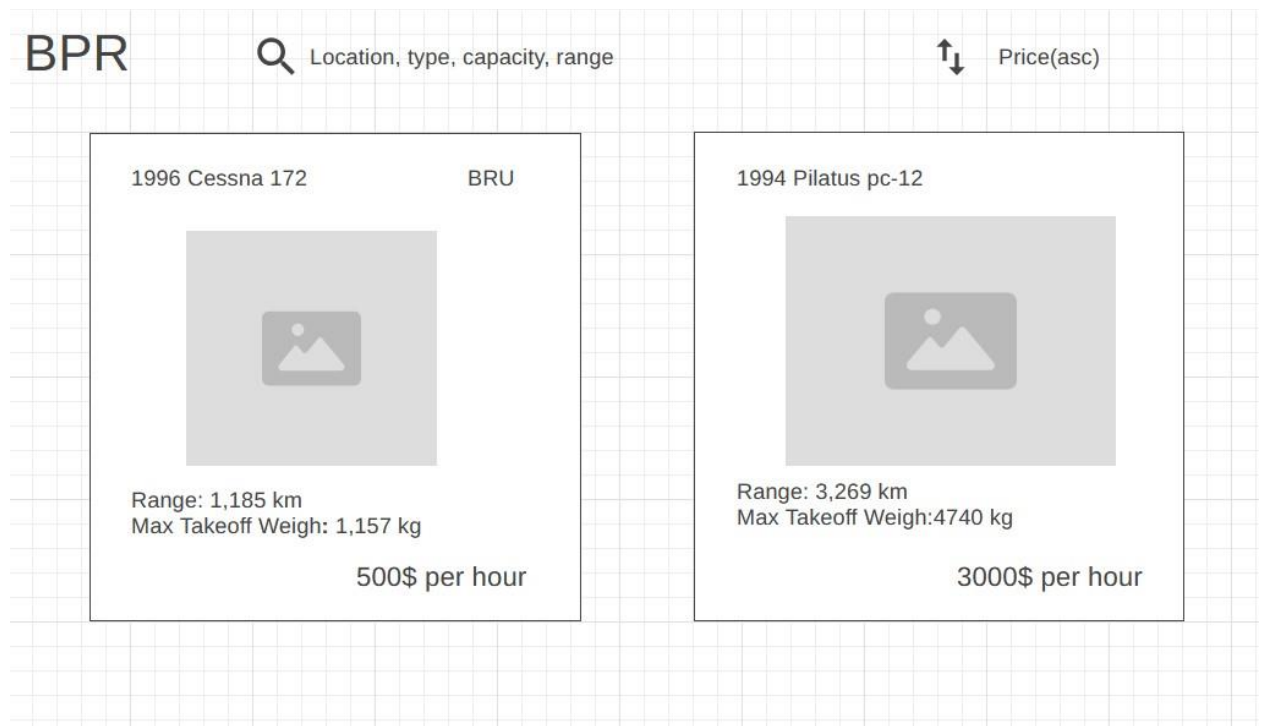 BPR
Location, type, capacity, range
Price(asc)
1996 Cessna 172 BRU
Range: 1,185 km
Max Takeoff Weigh: 1,157 kg
500$ per hour
1994 Pilatus pc-12
Range: 3,269 km
Max Takeoff Weigh:4740 kg
3000$ per hour